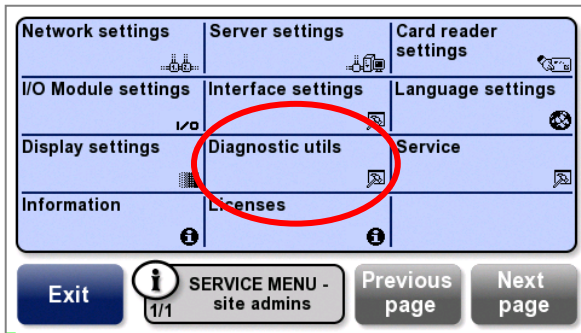 Network settings
Server settings
Card reader
settings
I/O Module settings
I/O
Interface settings
Language settings
Display settings
Diagnostic utils
Service
Information
i
Licenses
i
Exit
i
1/1
SERVICE MENU -
site admins
Previous
page
Next
page